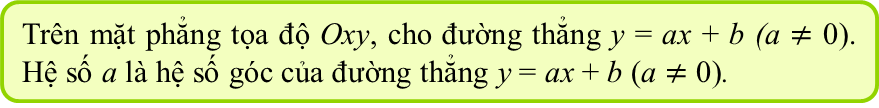 Trên mặt phẳng tọa độ Oxy, cho đường thẳng y = ax + b (a ≠ 0).
Hệ số a là hệ số góc của đường thẳng y = ax + b (a ≠ 0).